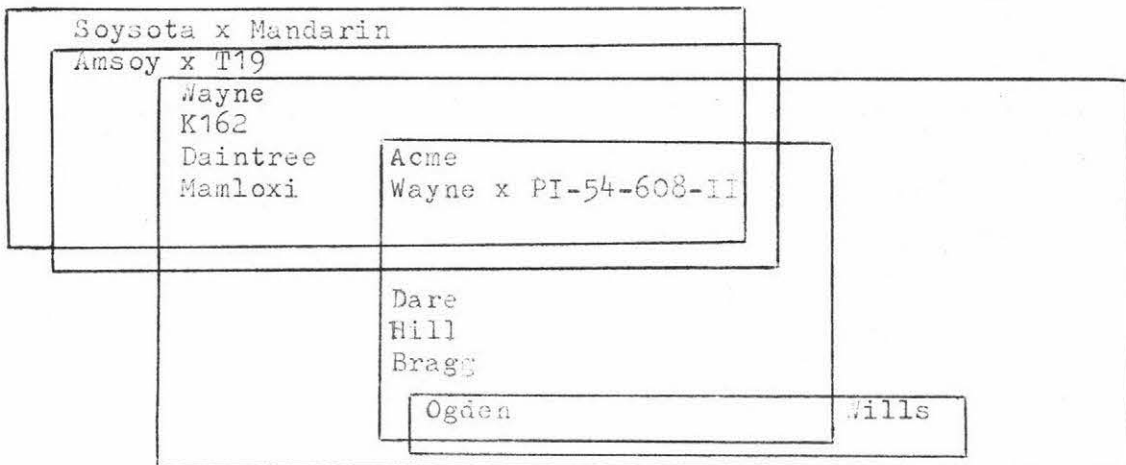 Soysota x Mandarin
Amsoy x T19
Wayne
K162
Daintree Acme
Mamloxi Wayne x PI-54-608-II
Dare
Hill
Bragg
Ogden Wills